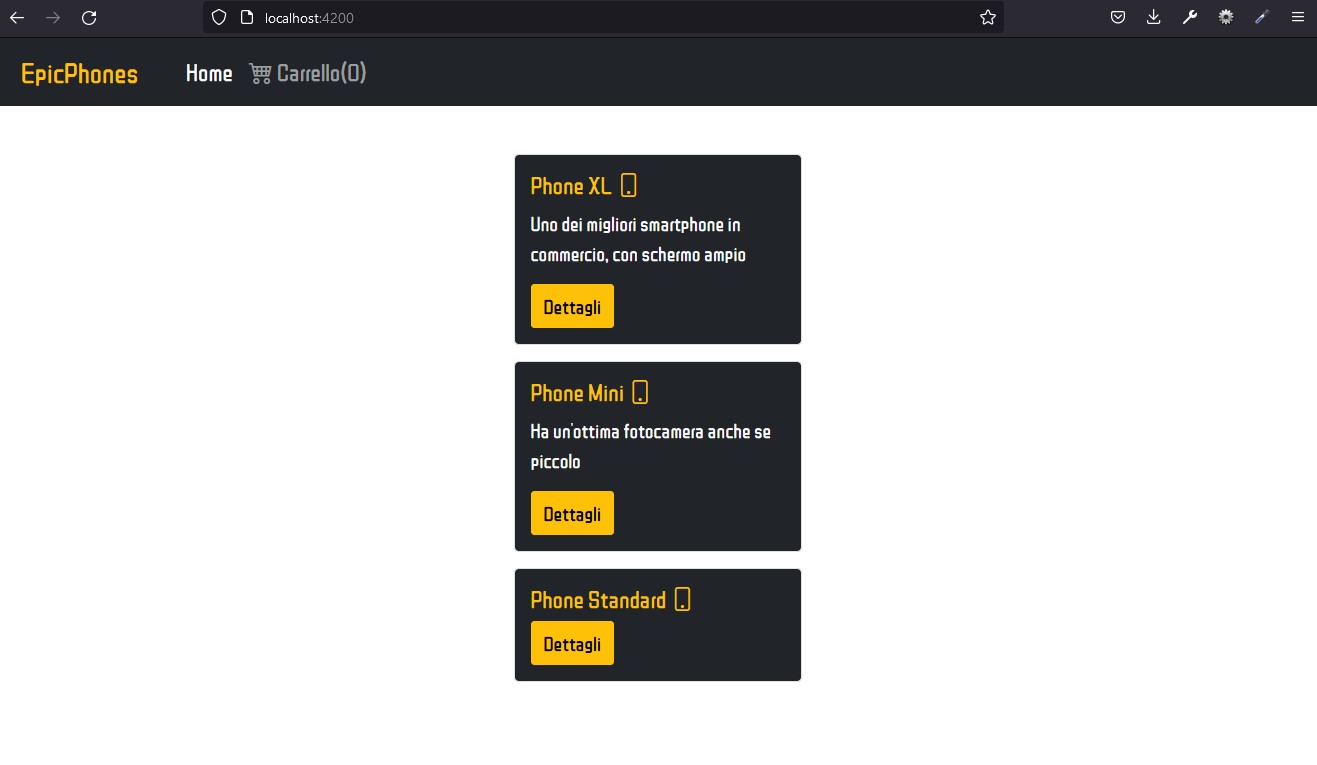 localhost:4200
EpicPhones Home Carrello(0)
Phone XL
Uno dei migliori smartphone in
commercio, con schermo ampio
Dettagli
Phone Mini
Ha un'ottima fotocamera anche se
piccolo
Dettagli
Phone Standard
Dettagli